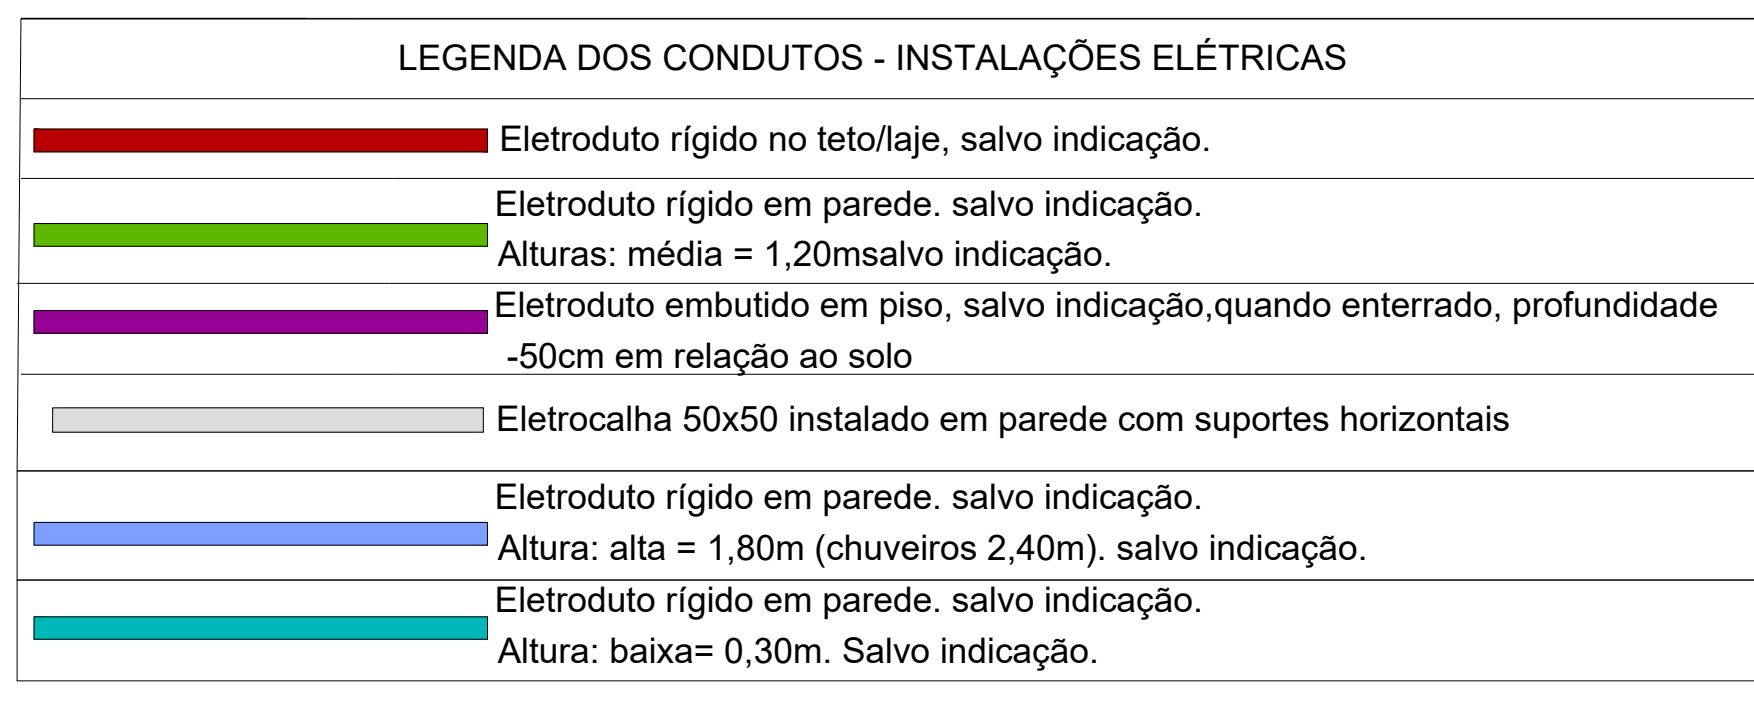 LEGENDA DOS CONDUTOS - INSTALAÇÕES ELÉTRICAS
Eletroduto rígido no teto/laje, salvo indicação.
Eletroduto rígido em parede. salvo indicação.
Alturas: média = 1,20msalvo indicação.
Eletroduto embutido em piso, salvo indicação,quando enterrado, profundidade
-50cm em relação ao solo
Eletrocalha 50x50 instalado em parede com suportes horizontais
Eletroduto rígido em parede. salvo indicação.
Altura: alta = 1,80m (chuveiros 2,40m). salvo indicação.
Eletroduto rígido em parede. salvo indicação.
Altura: baixa= 0,30m. Salvo indicação.